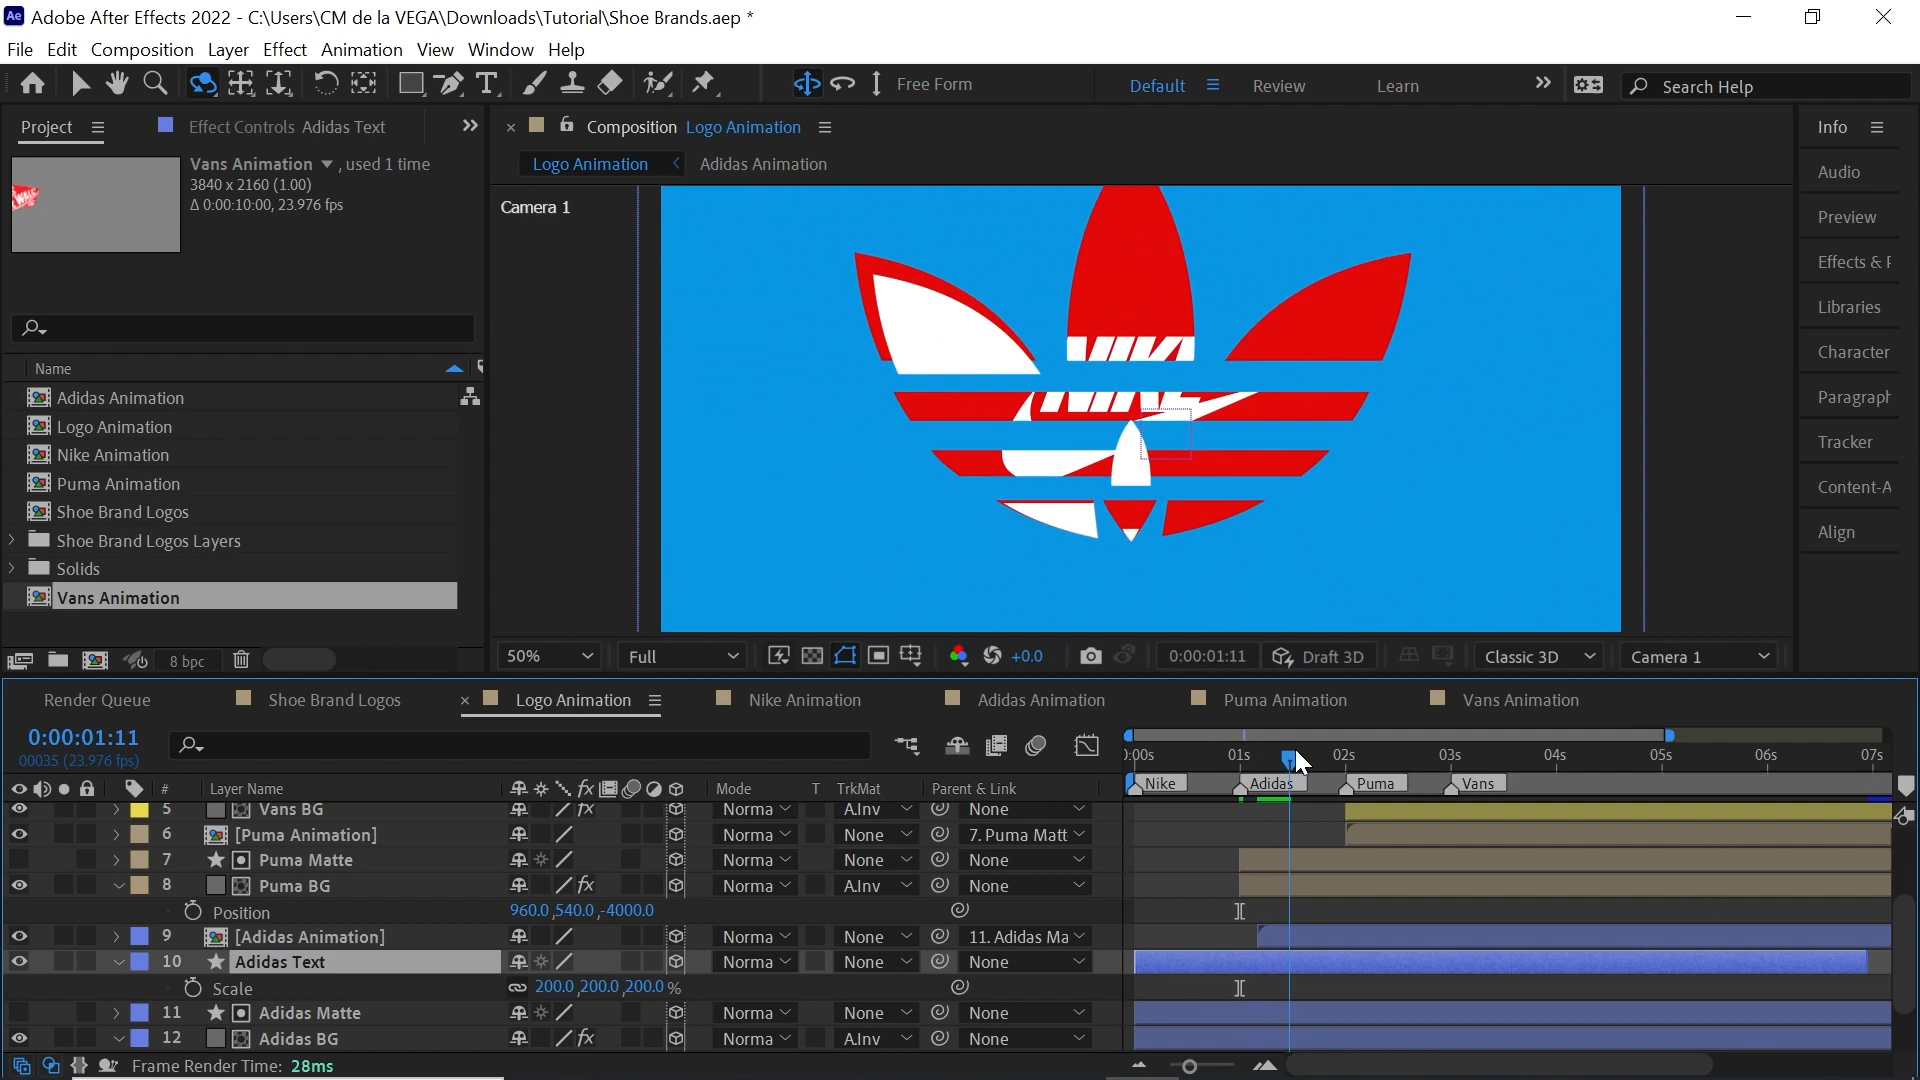 Ae Adobe After Effects 2022 - C:\Users\CM de la VEGA\Downloads\Tutorial\Shoe Brands.aep *
File Edit Composition Layer Effect Animation View Window Help
Free Form Default Review Learn Search Help
Project Effect Controls Adidas Text
Vans Animation , used 1 time
3840 x 2160 (1.00)
Δ 0:00:10:00, 23.976 fps
Name
Adidas Animation
Logo Animation
Nike Animation
Puma Animation
Shoe Brand Logos
Shoe Brand Logos Layers
Solids
Vans Animation
8 bpc
Composition Logo Animation
Logo Animation Adidas Animation
Camera 1
50% Full +0.0 0:00:01:11 Draft 3D Classic 3D Camera 1
Info
Audio
Preview
Effects & P
Libraries
Character
Paragraph
Tracker
Content-A
Align
Render Queue Shoe Brand Logos Logo Animation Nike Animation Adidas Animation Puma Animation Vans Animation
0:00:01:11
00035 (23.976 fps)
0:00s 01s 02s 03s 04s 05s 06s 07s
# Layer Name Mode T TrkMat Parent & Link
Nike Adidas Puma Vans
5 Vans BG Norma A.Inv None
6 [Puma Animation] Norma None 7. Puma Matt
7 Puma Matte Norma None None
8 Puma BG Norma A.Inv None
Position 960.0,540.0,-4000.0
9 [Adidas Animation] Norma None 11. Adidas Ma
10 Adidas Text Norma None None
Scale 200.0,200.0,200.0%
11 Adidas Matte Norma None None
12 Adidas BG Norma A.Inv None
Frame Render Time: 28ms